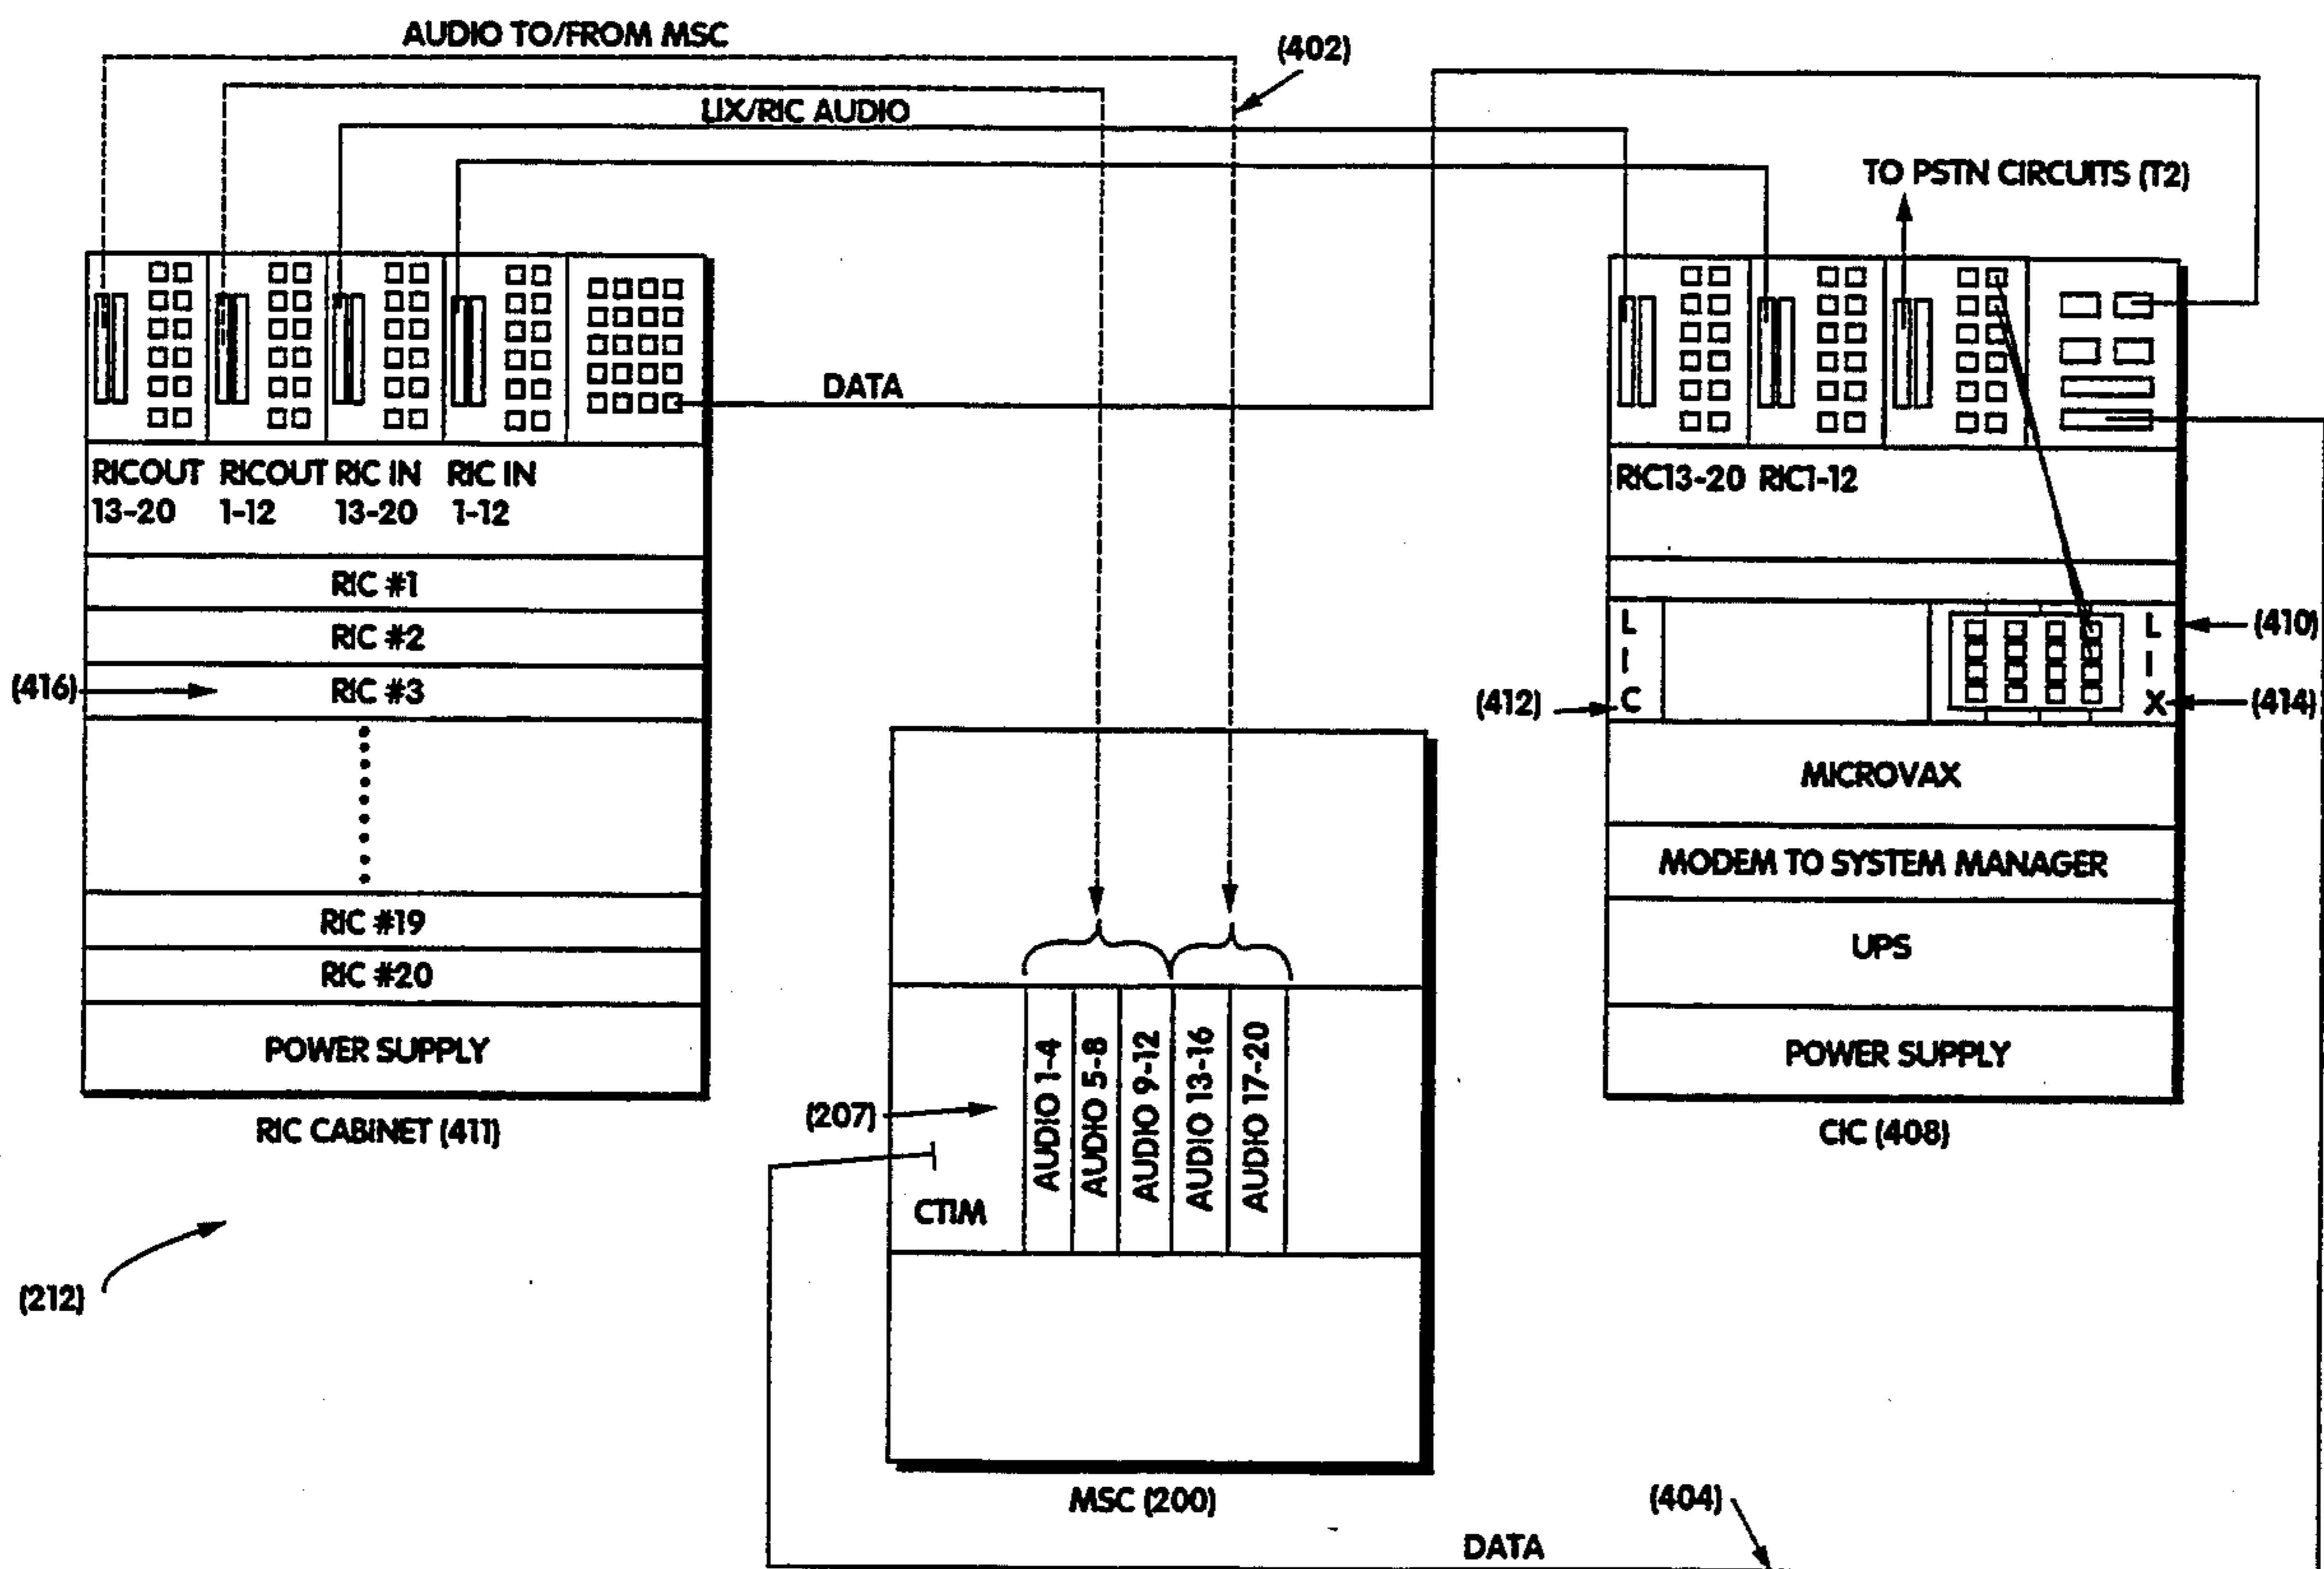 AUDIO TO/FROM MSC
(402)
LIX/RIC AUDIO
TO PSTN CIRCUITS (T2)
DATA
RICOUT RICOUT RIC IN RIC IN
13-20 1-12 13-20 1-12
RIC #1
RIC #2
(416)
RIC #3
RIC #19
RIC #20
POWER SUPPLY
RIC CABINET (411)
(212)
AUDIO 1-4
AUDIO 5-8
AUDIO 9-12
AUDIO 13-16
AUDIO 17-20
(207)
CTIM
MSC (200)
RIC13-20 RIC1-12
LIC
LIX
(410)
(412)
(414)
MICROVAX
MODEM TO SYSTEM MANAGER
UPS
POWER SUPPLY
CIC (408)
(404)
DATA